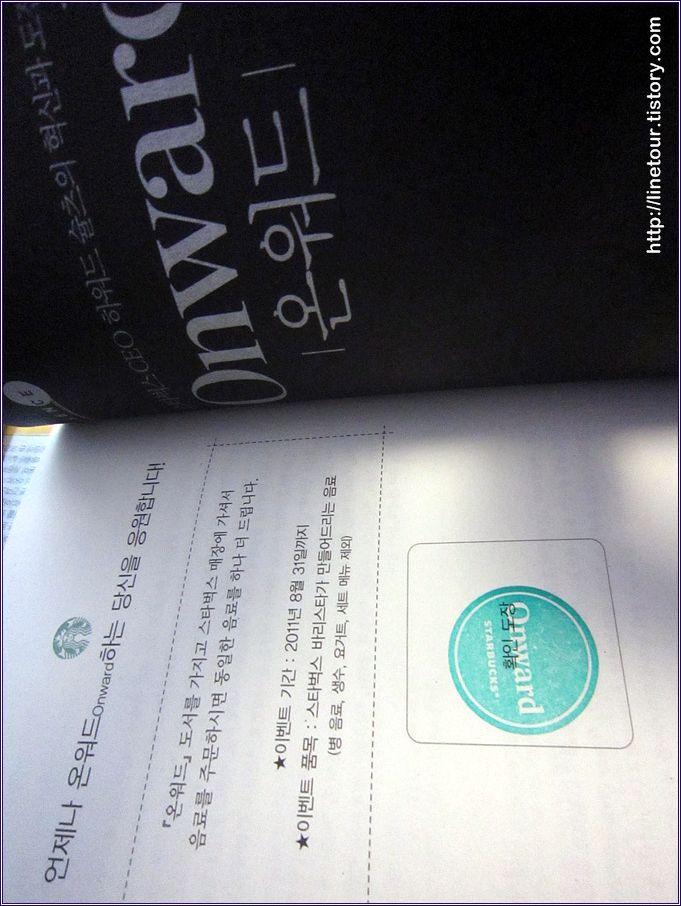 하워드 슐츠의 혁신과 도전
Onward
|온워드|
언제나 온워드Onward하는 당신을 응원합니다!
『온워드』 도서를 가지고 스타벅스 매장에 가셔서
음료를 주문하시면 동일한 음료를 하나 더 드립니다.
★이벤트 기간 : 2011년 8월 31일까지
★이벤트 품목 : 스타벅스 바리스타가 만들어드리는 음료
(병 음료, 생수, 요거트, 세트 메뉴 제외)
확인 도장
Onward
STARBUCKS
http://linetour.tistory.com